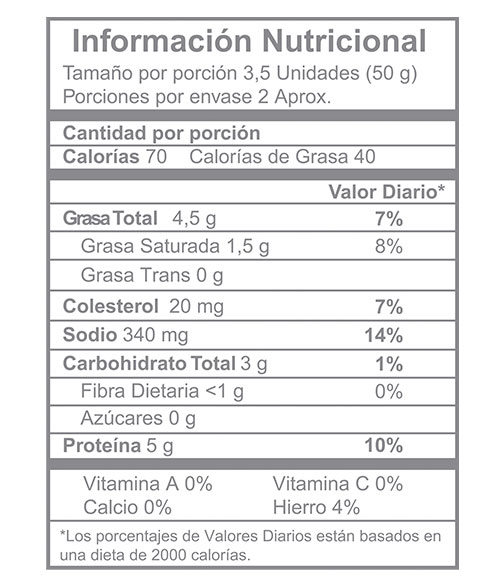 Información Nutricional
Tamaño por porción 3,5 Unidades (50 g)
Porciones por envase 2 Aprox.
Cantidad por porción
Calorías 70 Calorías de Grasa 40
Valor Diario*
Grasa Total 4,5 g 7%
Grasa Saturada 1,5 g 8%
Grasa Trans 0 g
Colesterol 20 mg 7%
Sodio 340 mg 14%
Carbohidrato Total 3 g 1%
Fibra Dietaria <1 g 0%
Azúcares 0 g
Proteína 5 g 10%
Vitamina A 0% Vitamina C 0%
Calcio 0% Hierro 4%
*Los porcentajes de Valores Diarios están basados en
una dieta de 2000 calorías.